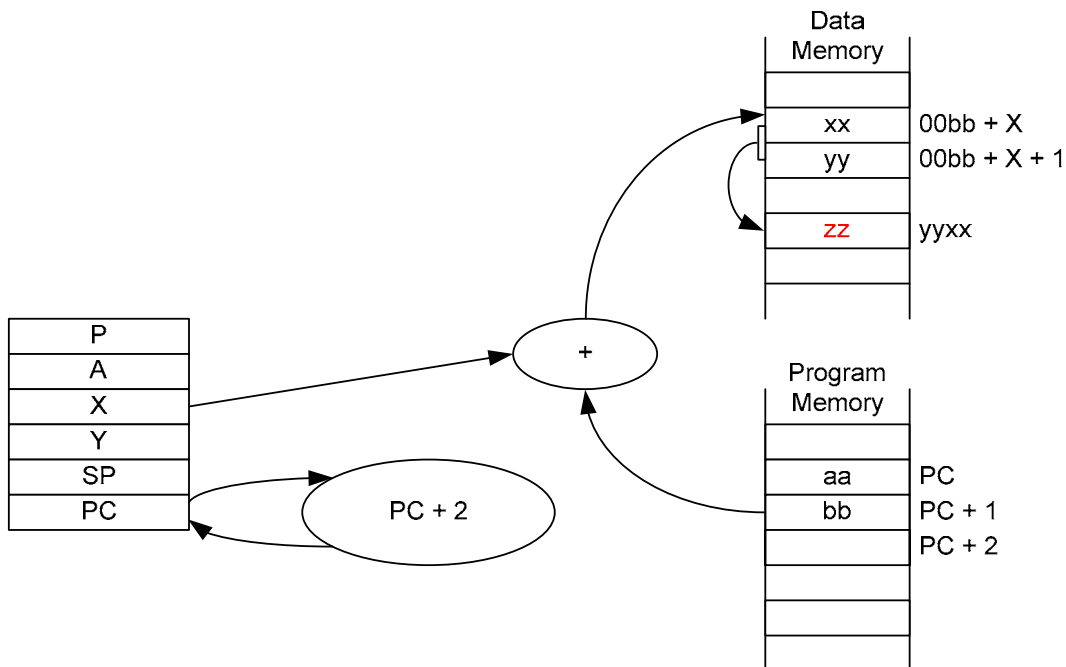 Data
Memory
xx 00bb + X
yy 00bb + X + 1
zz yyxx
P
A
X
Y
SP
PC
+
PC + 2
Program
Memory
aa PC
bb PC + 1
PC + 2